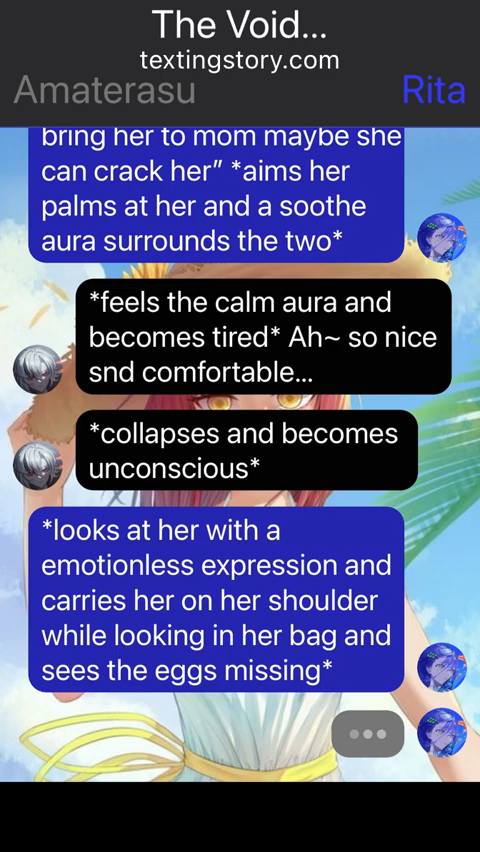 The Void...
textingstory.com
Amaterasu
Rita
bring her to mom maybe she
can crack her” *aims her
palms at her and a soothe
aura surrounds the two*
*feels the calm aura and
becomes tired* Ah~ so nice
snd comfortable...
*collapses and becomes
unconscious*
*looks at her with a
emotionless expression and
carries her on her shoulder
while looking in her bag and
sees the eggs missing*